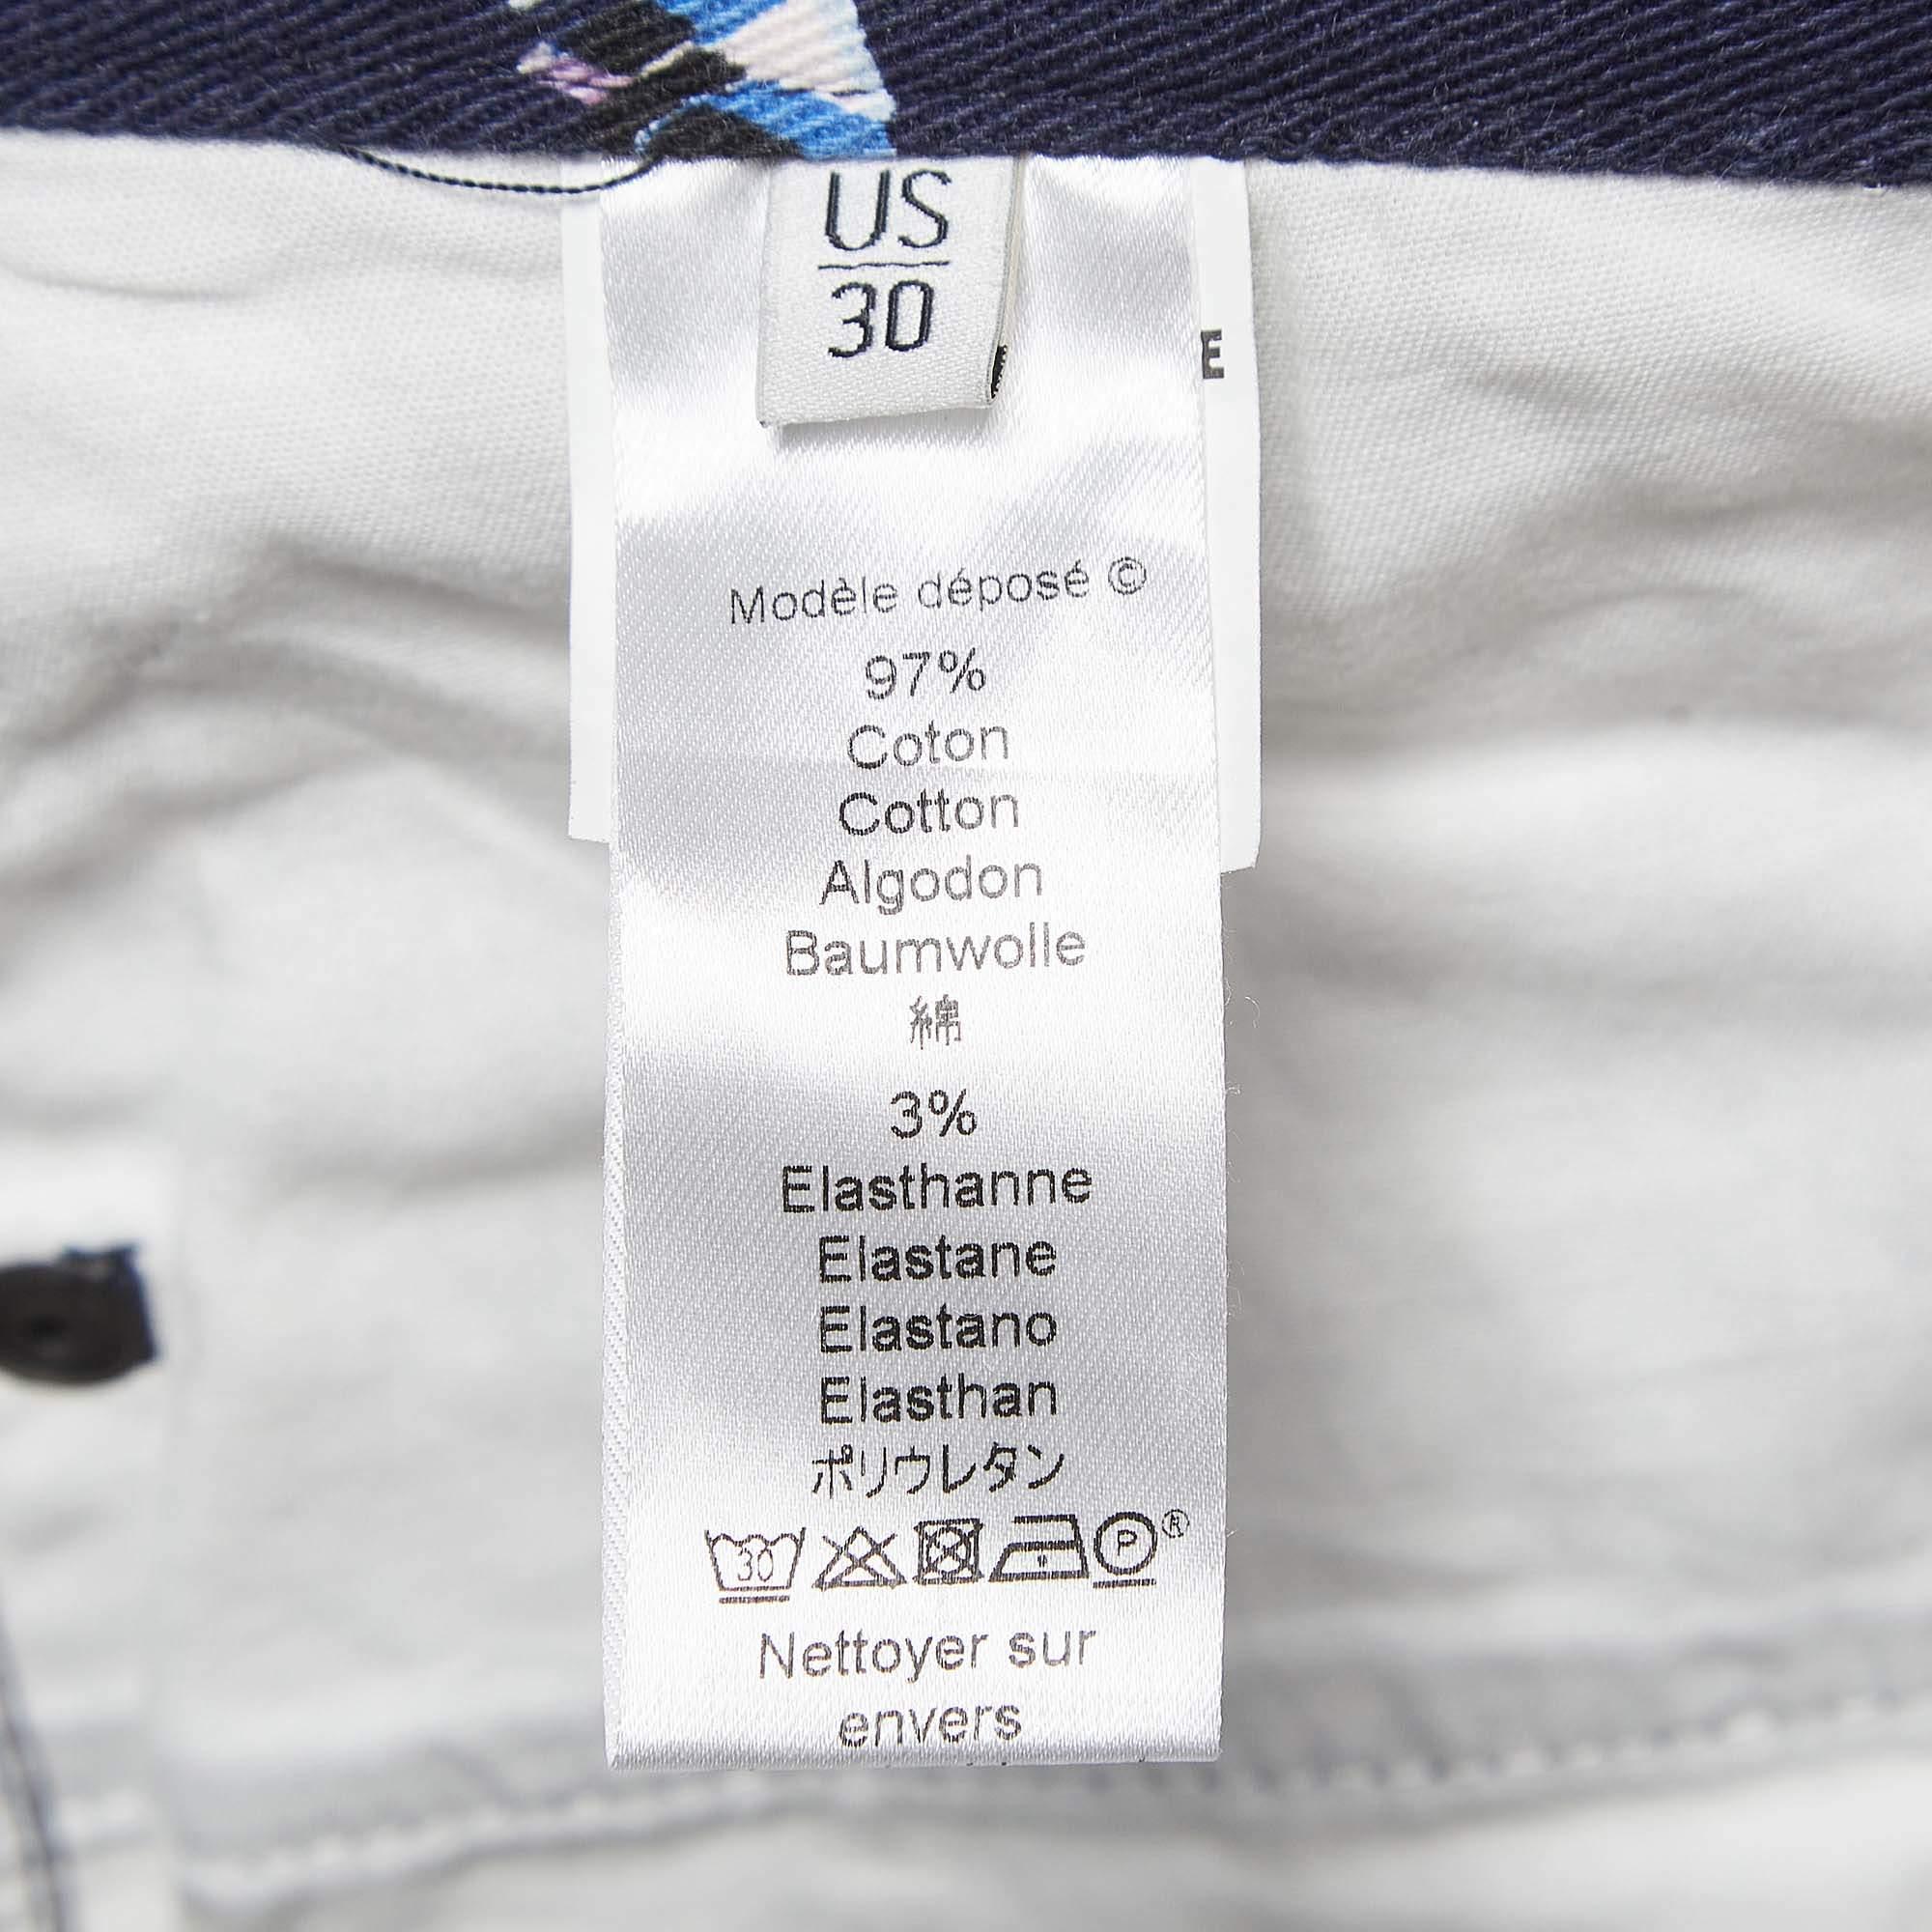 US
30
E
Modèle déposé ©
97%
Coton
Cotton
Algodon
Baumwolle
綿
3%
Elasthanne
Elastane
Elastano
Elasthan
ポリウレタン
30 P ®
Nettoyer sur
envers